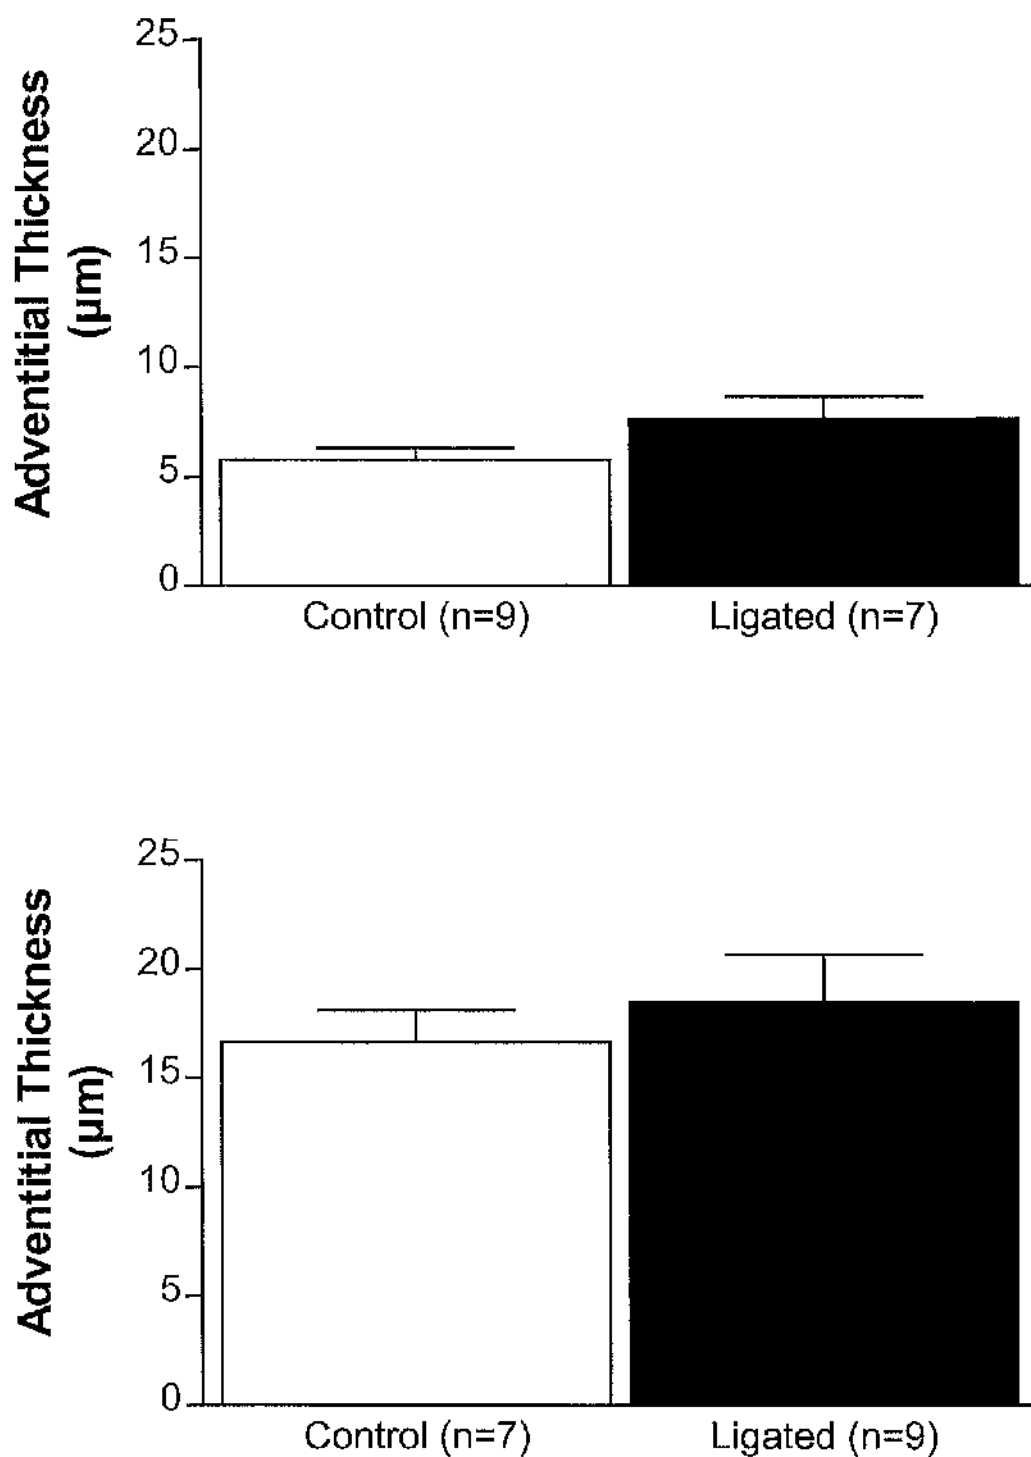 Adventitial Thickness
(µm)
25
20
15
10
5
0
Control (n=9)
Ligated (n=7)
Adventitial Thickness
(µm)
25
20
15
10
5
0
Control (n=7)
Ligated (n=9)